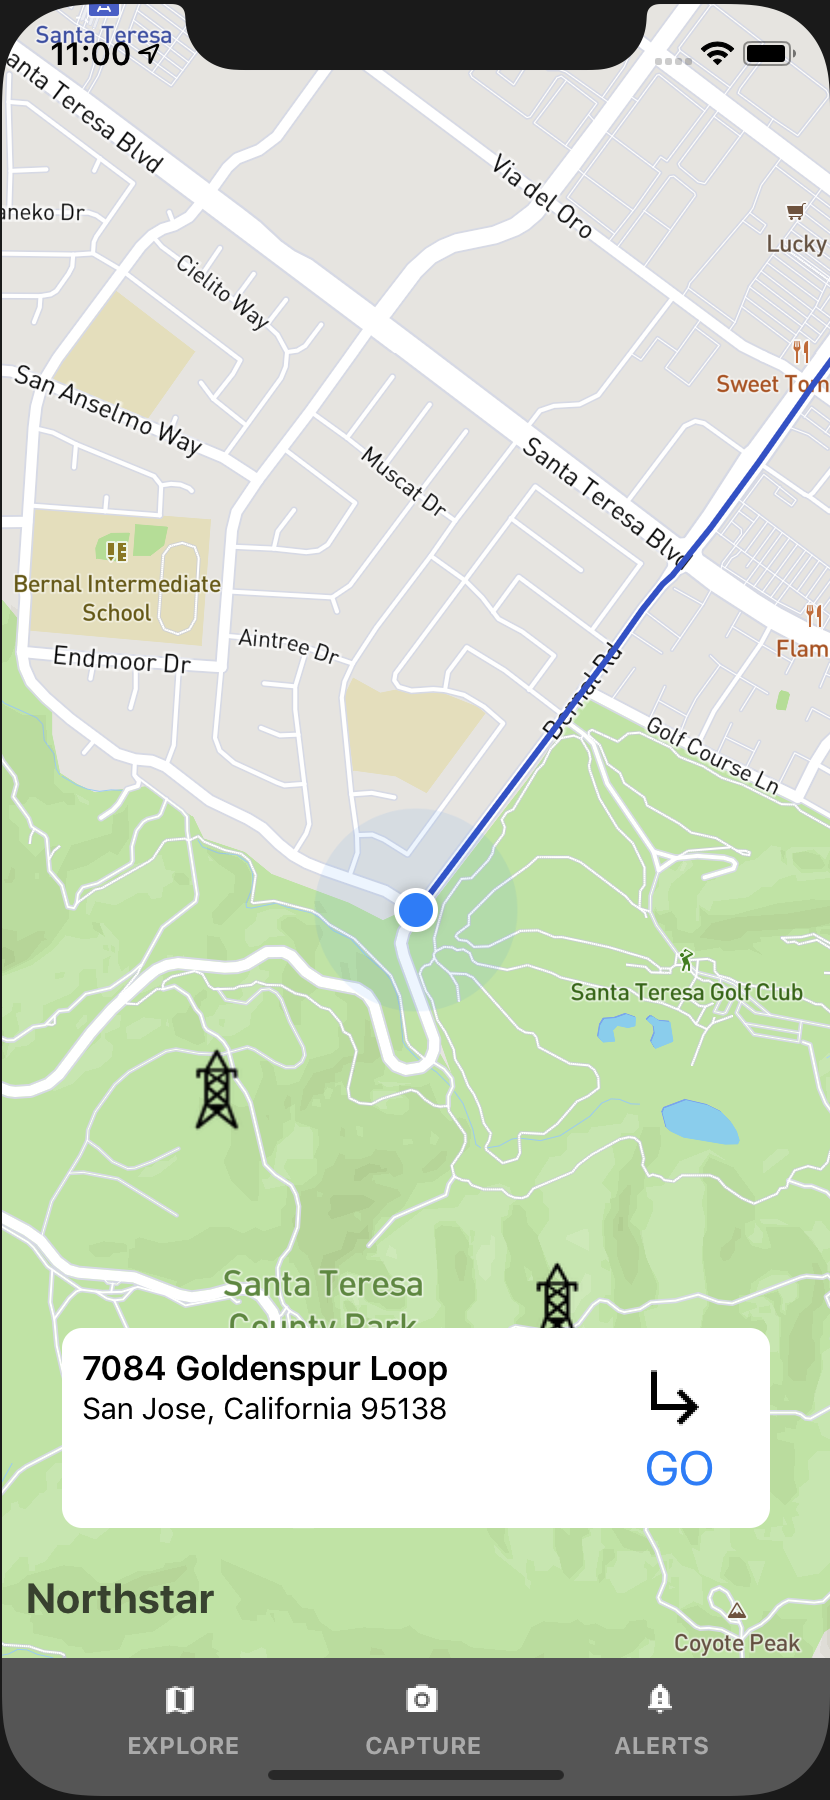 Santa Teresa
11:00
anta Teresa Blvd
Via del Oro
aneko Dr
Lucky
Cielito Way
Sweet Tom
San Anselmo Way
Muscat Dr
Santa Teresa Blvd
Bernal Intermediate
School
Flam
Aintree Dr
Endmoor Dr
Bernal Rd
Golf Course Ln
Santa Teresa Golf Club
Santa Teresa
County Park
7084 Goldenspur Loop
San Jose, California 95138
GO
Northstar
Coyote Peak
EXPLORE
CAPTURE
ALERTS